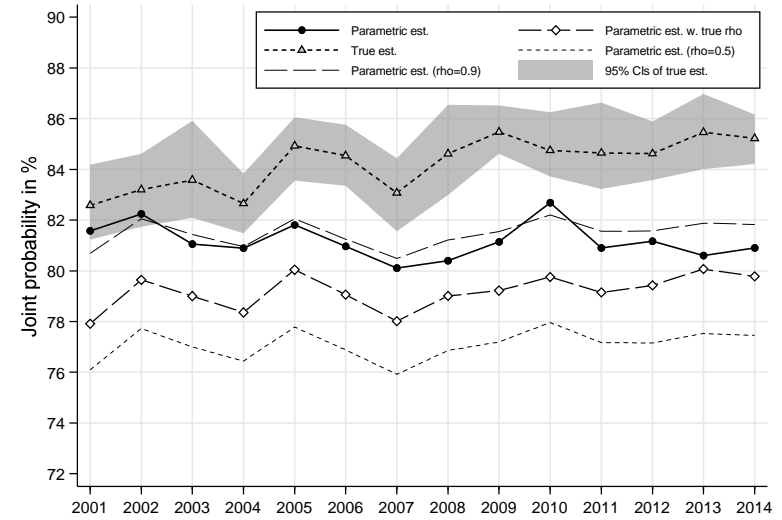 90
88
86
84
82
80
78
76
74
72
Joint probability in %
Parametric est.
True est.
Parametric est. (rho=0.9)
Parametric est. w. true rho
Parametric est. (rho=0.5)
95% CIs of true est.
2001 2002 2003 2004 2005 2006 2007 2008 2009 2010 2011 2012 2013 2014